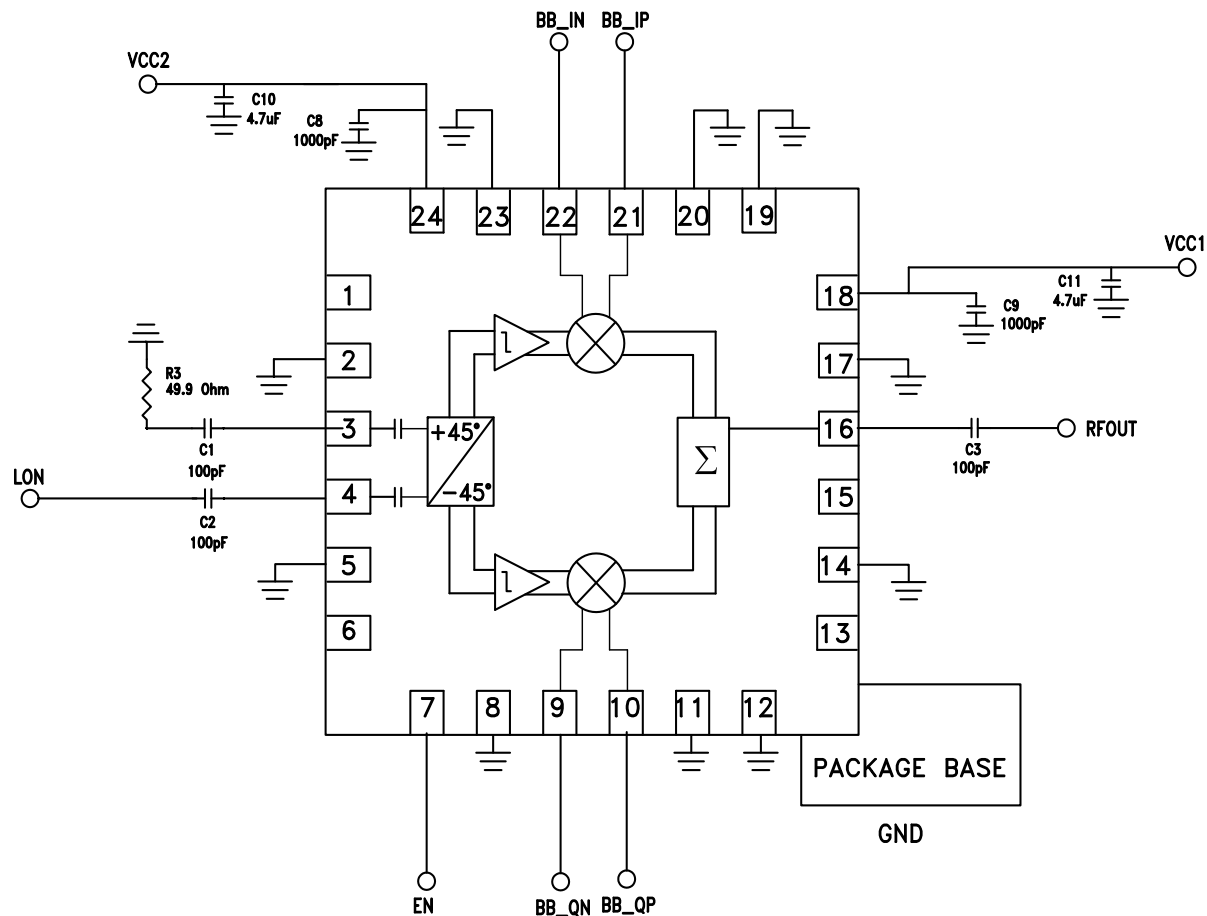 BB_IN
BB_IP
VCC2
C10
4.7uF
C8
1000pF
24
23
22
21
20
19
VCC1
1
18
C11
4.7uF
C9
1000pF
2
17
R3
49.9 Ohm
3
+45°
Σ
16
RFOUT
C1
100pF
C3
100pF
LON
4
-45°
15
C2
100pF
5
14
6
13
7
8
9
10
11
12
PACKAGE BASE
GND
EN
BB_QN
BB_QP